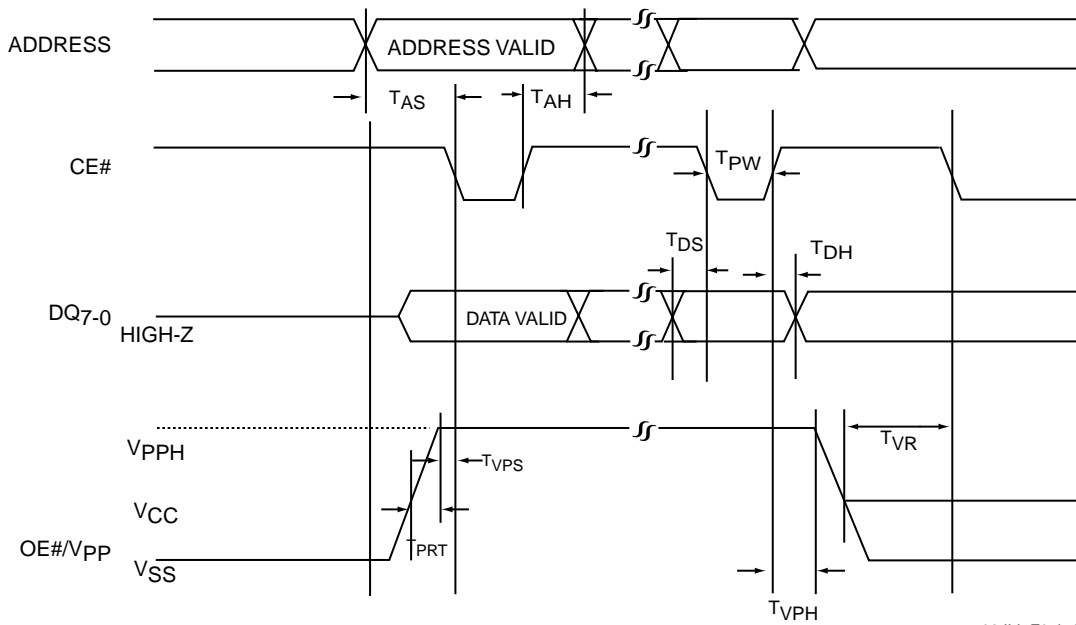 ADDRESS
ADDRESS VALID
TAS
TAH
CE#
TPW
TDS
TDH
DQ7-0
HIGH-Z
DATA VALID
VPPH
TVPS
TVR
VCC
OE#/VPP
TPRT
VSS
TVPH